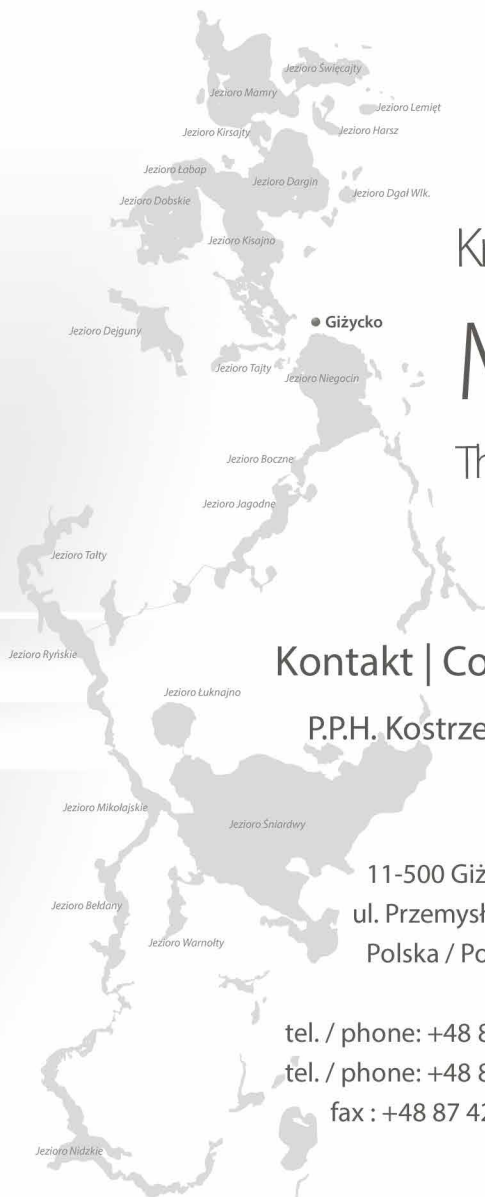 Jezioro Święcajty
Jezioro Mamry
Jezioro Lemięt
Jezioro Kirsajty
Jezioro Harsz
Jezioro Łabap
Jezioro Dargin
Jezioro Dgał Wlk.
Jezioro Dobskie
Jezioro Kisajno
Giżycko
Jezioro Dejguny
Jezioro Tajty
Jezioro Niegocin
Th
Jezioro Boczne
Jezioro Jagodne
Jezioro Tałty
Jezioro Ryńskie
Kontakt | Co
Jezioro Łuknajno
P.P.H. Kostrze
Jezioro Mikołajskie
Jezioro Śniardwy
11-500 Giż
Jezioro Bełdany
ul. Przemysł
Jezioro Warnołty
Polska / Po
tel. / phone: +48 8
tel. / phone: +48 8
fax : +48 87 42
Jezioro Nidzkie